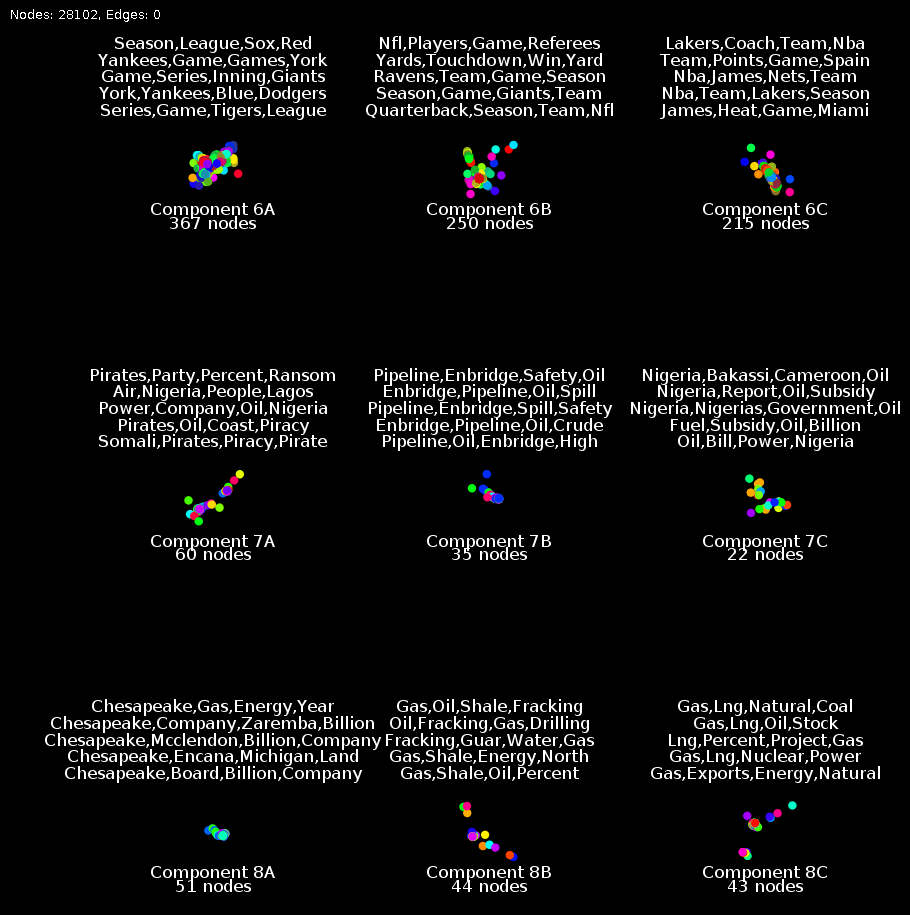 Nodes: 28102, Edges: 0
Season,League,Sox,Red
Yankees,Game,Games,York
Game,Series,Inning,Giants
York,Yankees,Blue,Dodgers
Series,Game,Tigers,League
Component 6A
367 nodes
Nfl,Players,Game,Referees
Yards,Touchdown,Win,Yard
Ravens,Team,Game,Season
Season,Game,Giants,Team
Quarterback,Season,Team,Nfl
Component 6B
250 nodes
Lakers,Coach,Team,Nba
Team,Points,Game,Spain
Nba,James,Nets,Team
Nba,Team,Lakers,Season
James,Heat,Game,Miami
Component 6C
215 nodes
Pirates,Party,Percent,Ransom
Air,Nigeria,People,Lagos
Power,Company,Oil,Nigeria
Pirates,Oil,Coast,Piracy
Somali,Pirates,Piracy,Pirate
Component 7A
60 nodes
Pipeline,Enbridge,Safety,Oil
Enbridge,Pipeline,Oil,Spill
Pipeline,Enbridge,Spill,Safety
Enbridge,Pipeline,Oil,Crude
Pipeline,Oil,Enbridge,High
Component 7B
35 nodes
Nigeria,Bakassi,Cameroon,Oil
Nigeria,Report,Oil,Subsidy
Nigeria,Nigerias,Government,Oil
Fuel,Subsidy,Oil,Billion
Oil,Bill,Power,Nigeria
Component 7C
22 nodes
Chesapeake,Gas,Energy,Year
Chesapeake,Company,Zaremba,Billion
Chesapeake,Mcclendon,Billion,Company
Chesapeake,Encana,Michigan,Land
Chesapeake,Board,Billion,Company
Component 8A
51 nodes
Gas,Oil,Shale,Fracking
Oil,Fracking,Gas,Drilling
Fracking,Guar,Water,Gas
Gas,Shale,Energy,North
Gas,Shale,Oil,Percent
Component 8B
44 nodes
Gas,Lng,Natural,Coal
Gas,Lng,Oil,Stock
Lng,Percent,Project,Gas
Gas,Lng,Nuclear,Power
Gas,Exports,Energy,Natural
Component 8C
43 nodes